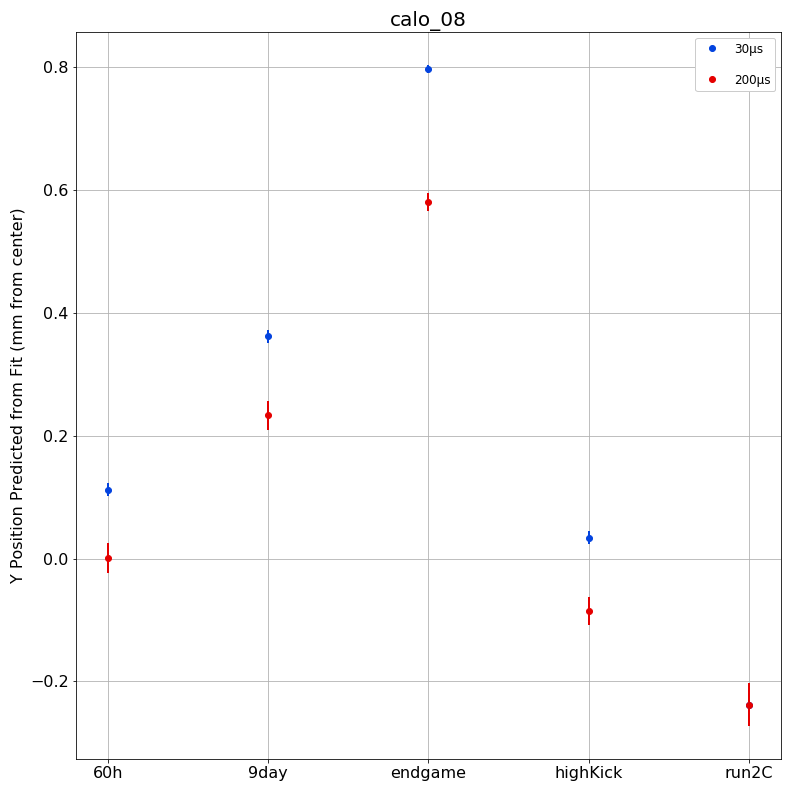 calo_08
30μs
200μs
Y Position Predicted from Fit (mm from center)
0.8
0.6
0.4
0.2
0.0
−0.2
60h 9day endgame highKick run2C